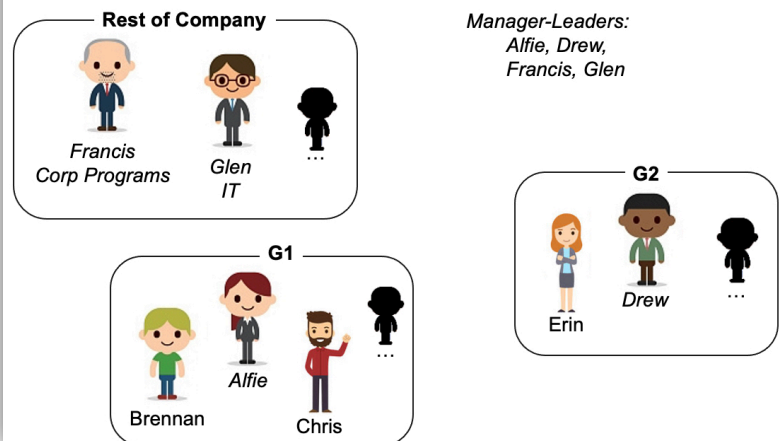 Rest of Company
Manager-Leaders:
Alfie, Drew,
Francis, Glen
Francis
Corp Programs
Glen
IT
...
G2
Erin
Drew
...
G1
Brennan
Alfie
Chris
...